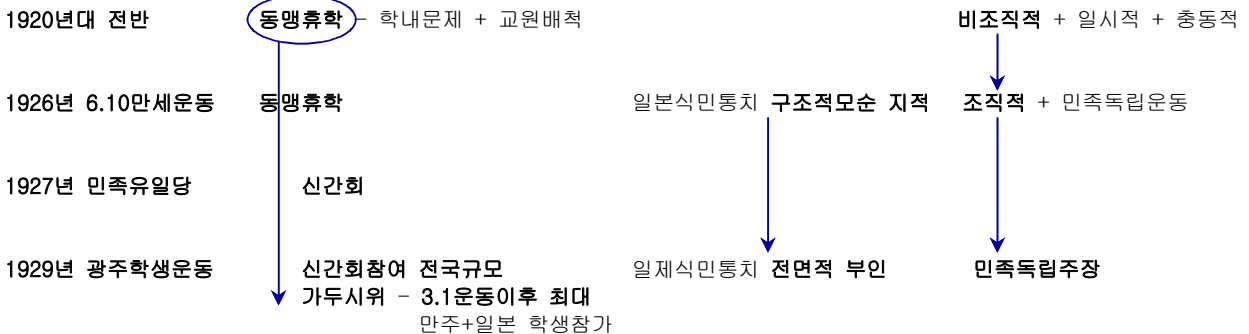 1920년대 전반 동맹휴학 - 학내문제 + 교원배척 비조직적 + 일시적 + 충동적
1926년 6.10만세운동 동맹휴학 일본식민통치 구조적모순 지적 조직적 + 민족독립운동
1927년 민족유일당 신간회
1929년 광주학생운동 신간회참여 전국규모 일제식민통치 전면적 부인 민족독립주장
가두시위 - 3.1운동이후 최대
만주+일본 학생참가